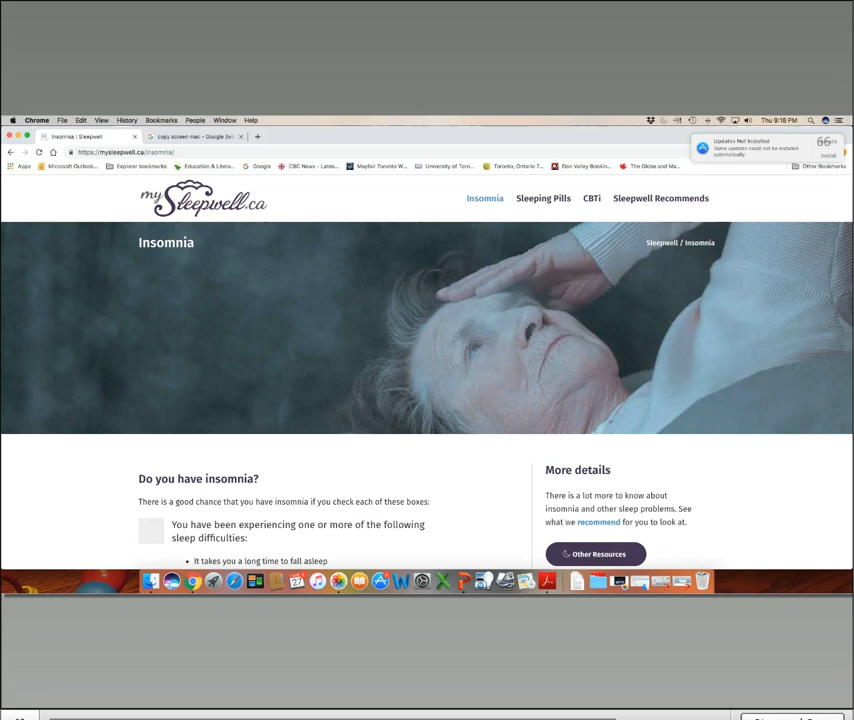 Chrome File Edit View History Bookmarks People Window Help
Thu 9:18 PM
Insomnia | Sleepwell
copy screen mac - Google Sea
https://mysleepwell.ca/insomnia/
Updates Not Installed
Some updates could not be installed automatically.
Install
Apps Microsoft Outlook... Explorer bookmarks Education & Litera... Google CBC News - Lates... Mayfair Toronto W... University of Toro... Toronto, Ontario 7... Don Valley Bookin... The Globe and Ma... Other Bookmarks
my Sleepwell.ca
Insomnia Sleeping Pills CBTi Sleepwell Recommends
Insomnia
Sleepwell / Insomnia
Do you have insomnia?
There is a good chance that you have insomnia if you check each of these boxes:
You have been experiencing one or more of the following
sleep difficulties:
• It takes you a long time to fall asleep
More details
There is a lot more to know about
insomnia and other sleep problems. See
what we recommend for you to look at.
Other Resources